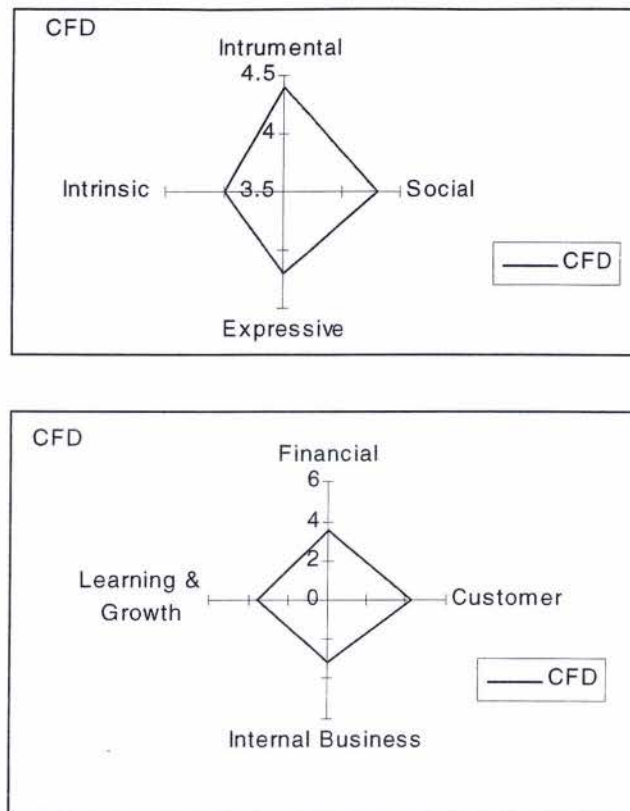 CFD
Intrumental
4.5
4
Intrinsic
3.5
Social
CFD
Expressive
CFD
Financial
6
4
2
Learning &
Growth
0
Customer
CFD
Internal Business